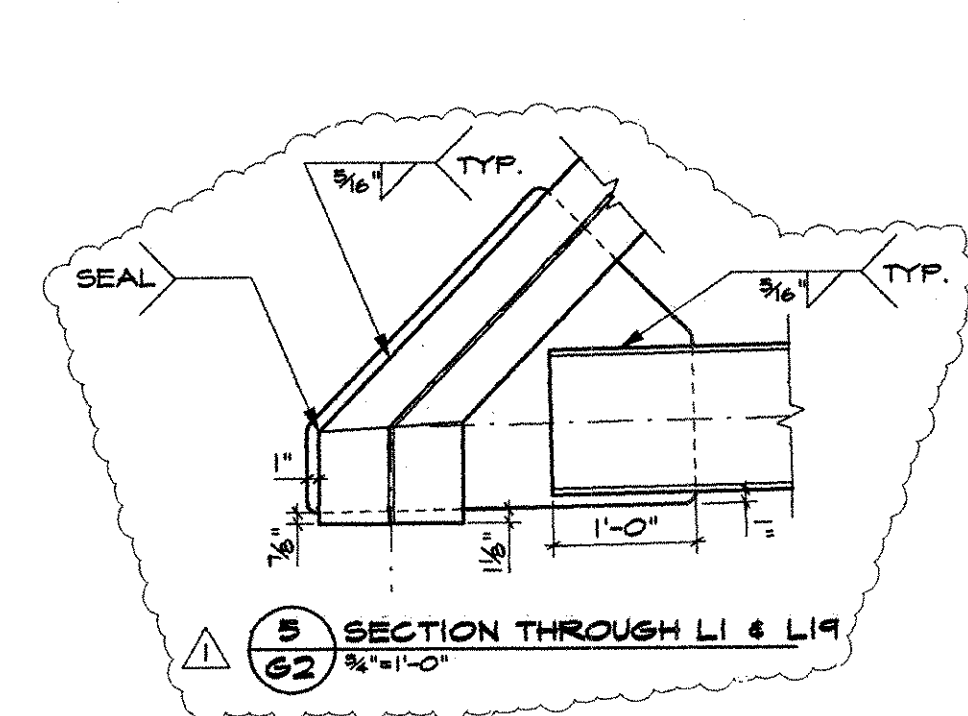 5/16"
TYP.
SEAL
5/16"
TYP.
1"
7/8"
1 1/8"
1'-0"
1"
1
5
G2
SECTION THROUGH L1 & L19
3/4"=1'-0"